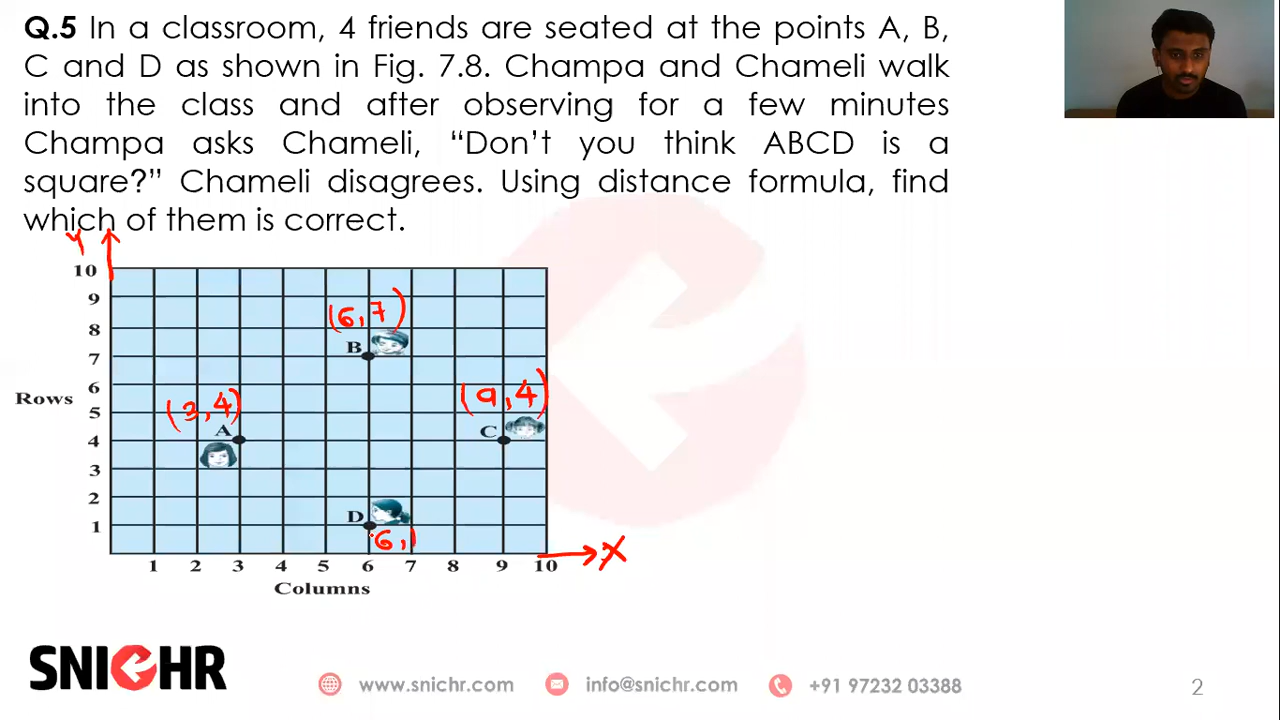 Q.5 In a classroom, 4 friends are seated at the points A, B,
C and D as shown in Fig. 7.8. Champa and Chameli walk
into the class and after observing for a few minutes
Champa asks Chameli, “Don’t you think ABCD is a
square?” Chameli disagrees. Using distance formula, find
which of them is correct.
Y
10
9
(6,7)
8
B
7
6
(9,4)
Rows
(3,4)
5
A
C
4
3
2
D
1
6,1
X
1 2 3 4 5 6 7 8 9 10
Columns
SNICHR
www.snichr.com info@snichr.com +91 97232 03388
2